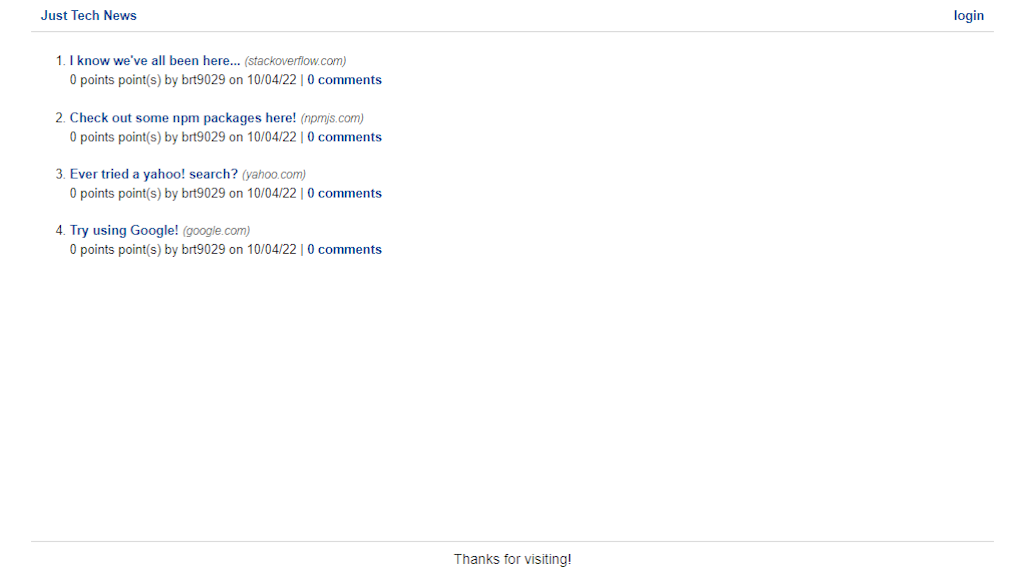 Just Tech News
login
1. I know we've all been here... (stackoverflow.com)
0 points point(s) by brt9029 on 10/04/22 | 0 comments
2. Check out some npm packages here! (npmjs.com)
0 points point(s) by brt9029 on 10/04/22 | 0 comments
3. Ever tried a yahoo! search? (yahoo.com)
0 points point(s) by brt9029 on 10/04/22 | 0 comments
4. Try using Google! (google.com)
0 points point(s) by brt9029 on 10/04/22 | 0 comments
Thanks for visiting!